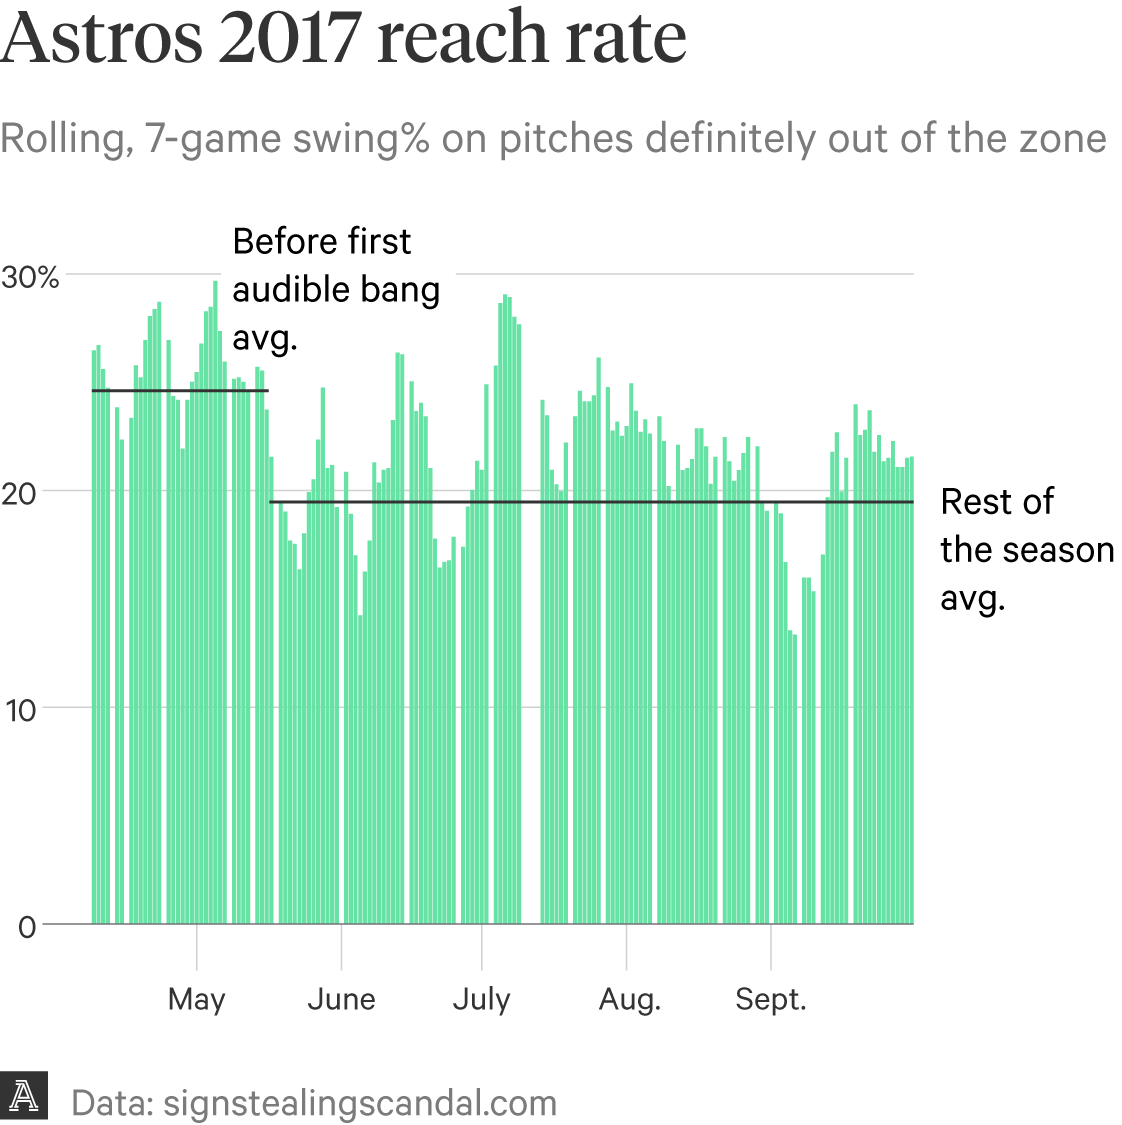 Astros 2017 reach rate
Rolling, 7-game swing% on pitches definitely out of the zone
Before first
audible bang
avg.
30%
20
10
0
Rest of
the season
avg.
May
June
July
Aug.
Sept.
A
Data: signstealingscandal.com